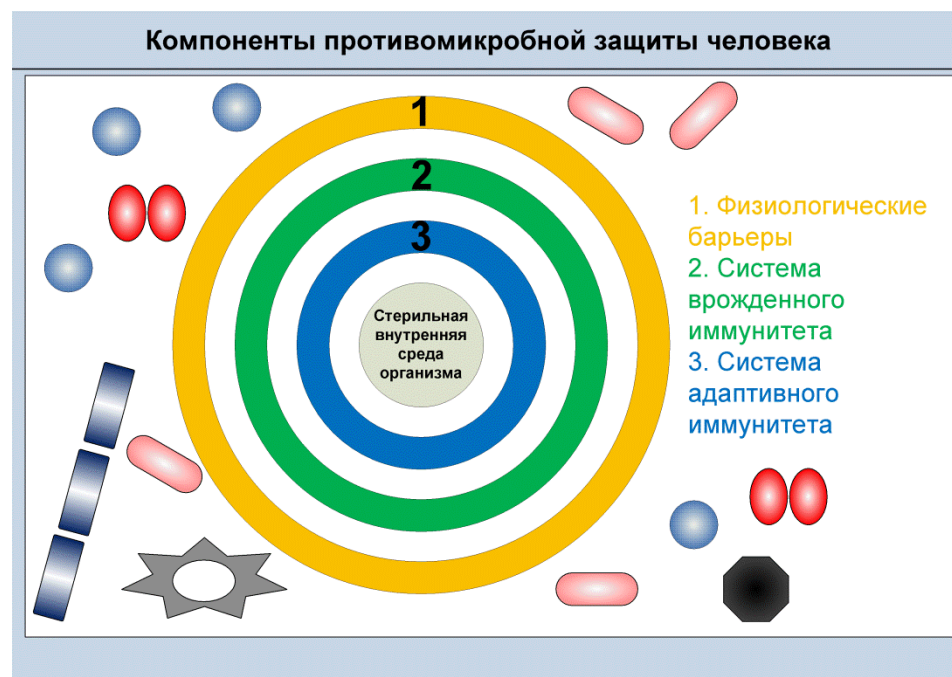 Компоненты противомикробной защиты человека
1
2
3
Стерильная
внутренняя
среда
организма
1. Физиологические
барьеры
2. Система
врожденного
иммунитета
3. Система
адаптивного
иммунитета